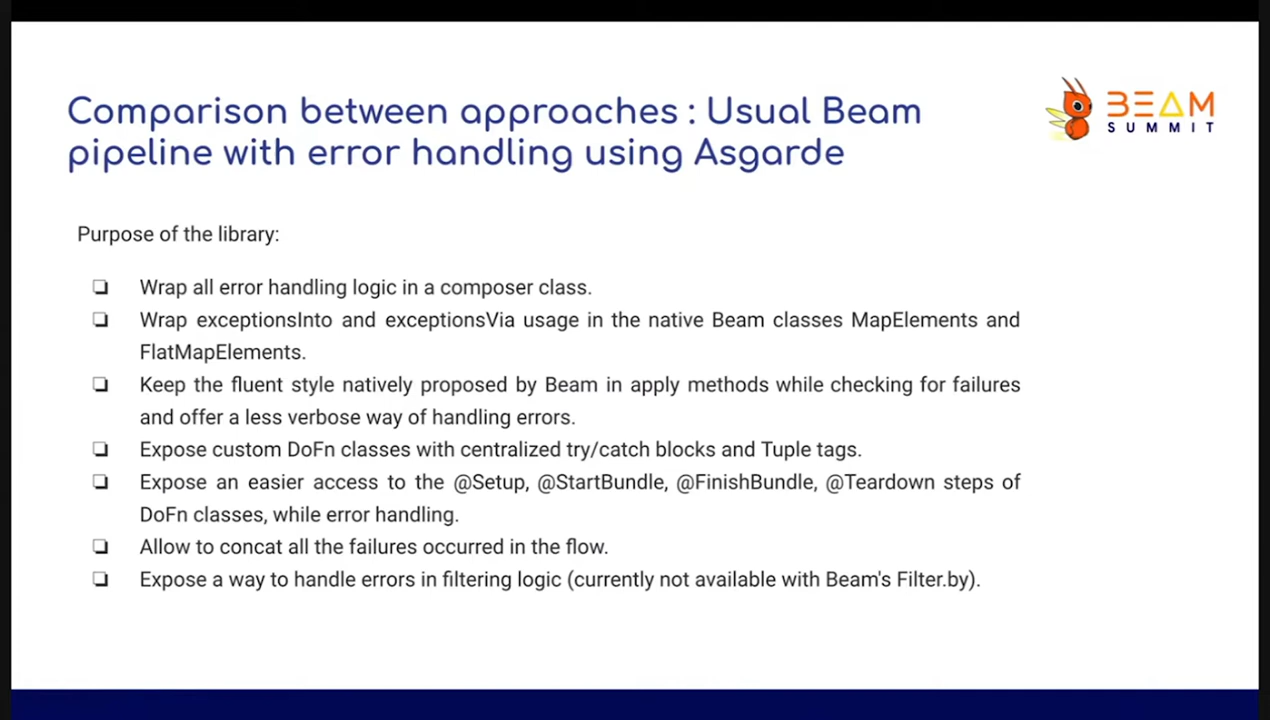 Comparison between approaches : Usual Beam
pipeline with error handling using Asgarde
BEAM
SUMMIT
Purpose of the library:
❏ Wrap all error handling logic in a composer class.
❏ Wrap exceptionsInto and exceptionsVia usage in the native Beam classes MapElements and
FlatMapElements.
❏ Keep the fluent style natively proposed by Beam in apply methods while checking for failures
and offer a less verbose way of handling errors.
❏ Expose custom DoFn classes with centralized try/catch blocks and Tuple tags.
❏ Expose an easier access to the @Setup, @StartBundle, @FinishBundle, @Teardown steps of
DoFn classes, while error handling.
❏ Allow to concat all the failures occurred in the flow.
❏ Expose a way to handle errors in filtering logic (currently not available with Beam's Filter.by).